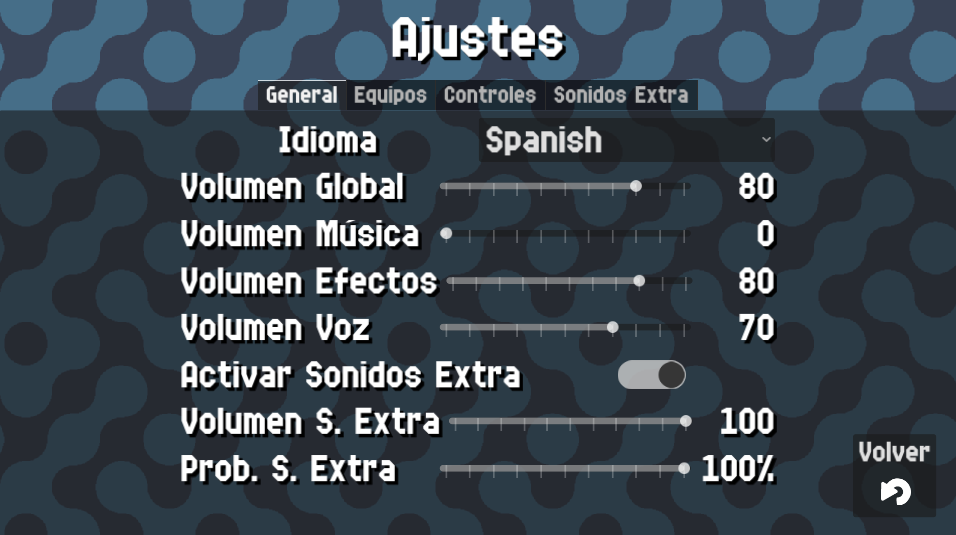 Ajustes
General Equipos Controles Sonidos Extra
Idioma Spanish
Volumen Global 80
Volumen Música 0
Volumen Efectos 80
Volumen Voz 70
Activar Sonidos Extra
Volumen S. Extra 100
Prob. S. Extra 100%
Volver